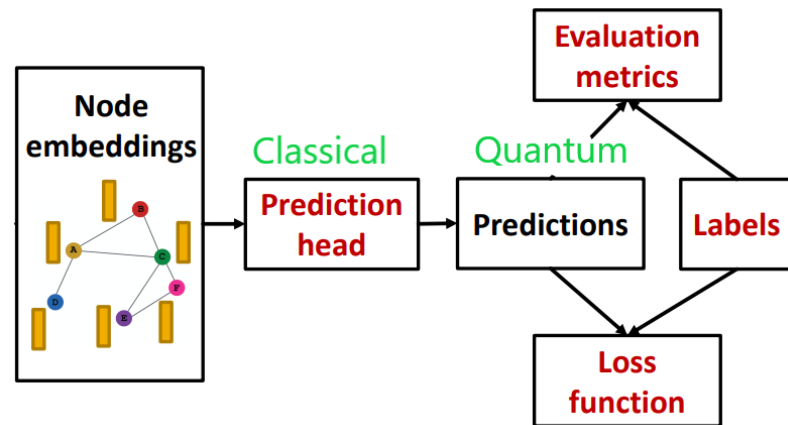 Evaluation
metrics
Node
embeddings
Classical
Quantum
Prediction
head
Predictions
Labels
B
A
C
F
D
E
Loss
function